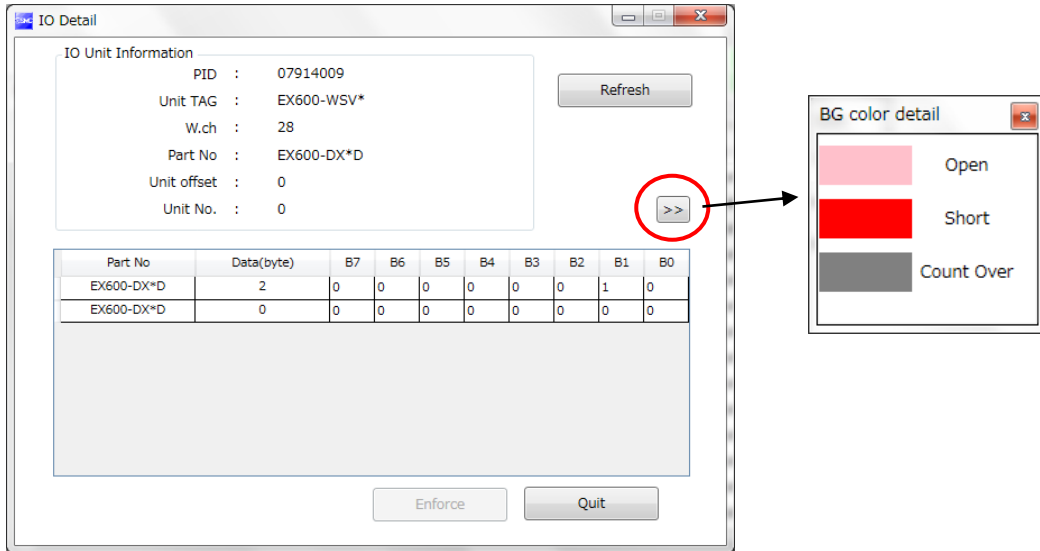 IO Detail
IO Unit Information
PID : 07914009
Unit TAG : EX600-WSV*
W.ch : 28
Part No : EX600-DX*D
Unit offset : 0
Unit No. : 0
Refresh
>>
Part No Data(byte) B7 B6 B5 B4 B3 B2 B1 B0
EX600-DX*D 2 0 0 0 0 0 0 1 0
EX600-DX*D 0 0 0 0 0 0 0 0 0
Enforce Quit
BG color detail
Open
Short
Count Over